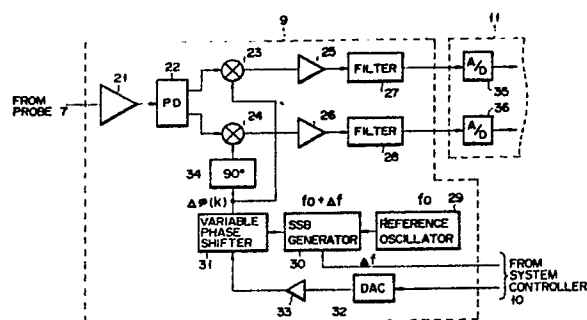 9
11
21
22
23
25
FROM
PROBE 7
PD
FILTER
27
A/D
35
24
26
FILTER
28
A/D
36
34
90°
Δφ(k)
fo+Δf
fo
29
VARIABLE
PHASE
SHIFTER
31
SSB
GENERATOR
30
REFERENCE
OSCILLATOR
Δf
33
32
DAC
FROM
SYSTEM
CONTROLLER
10